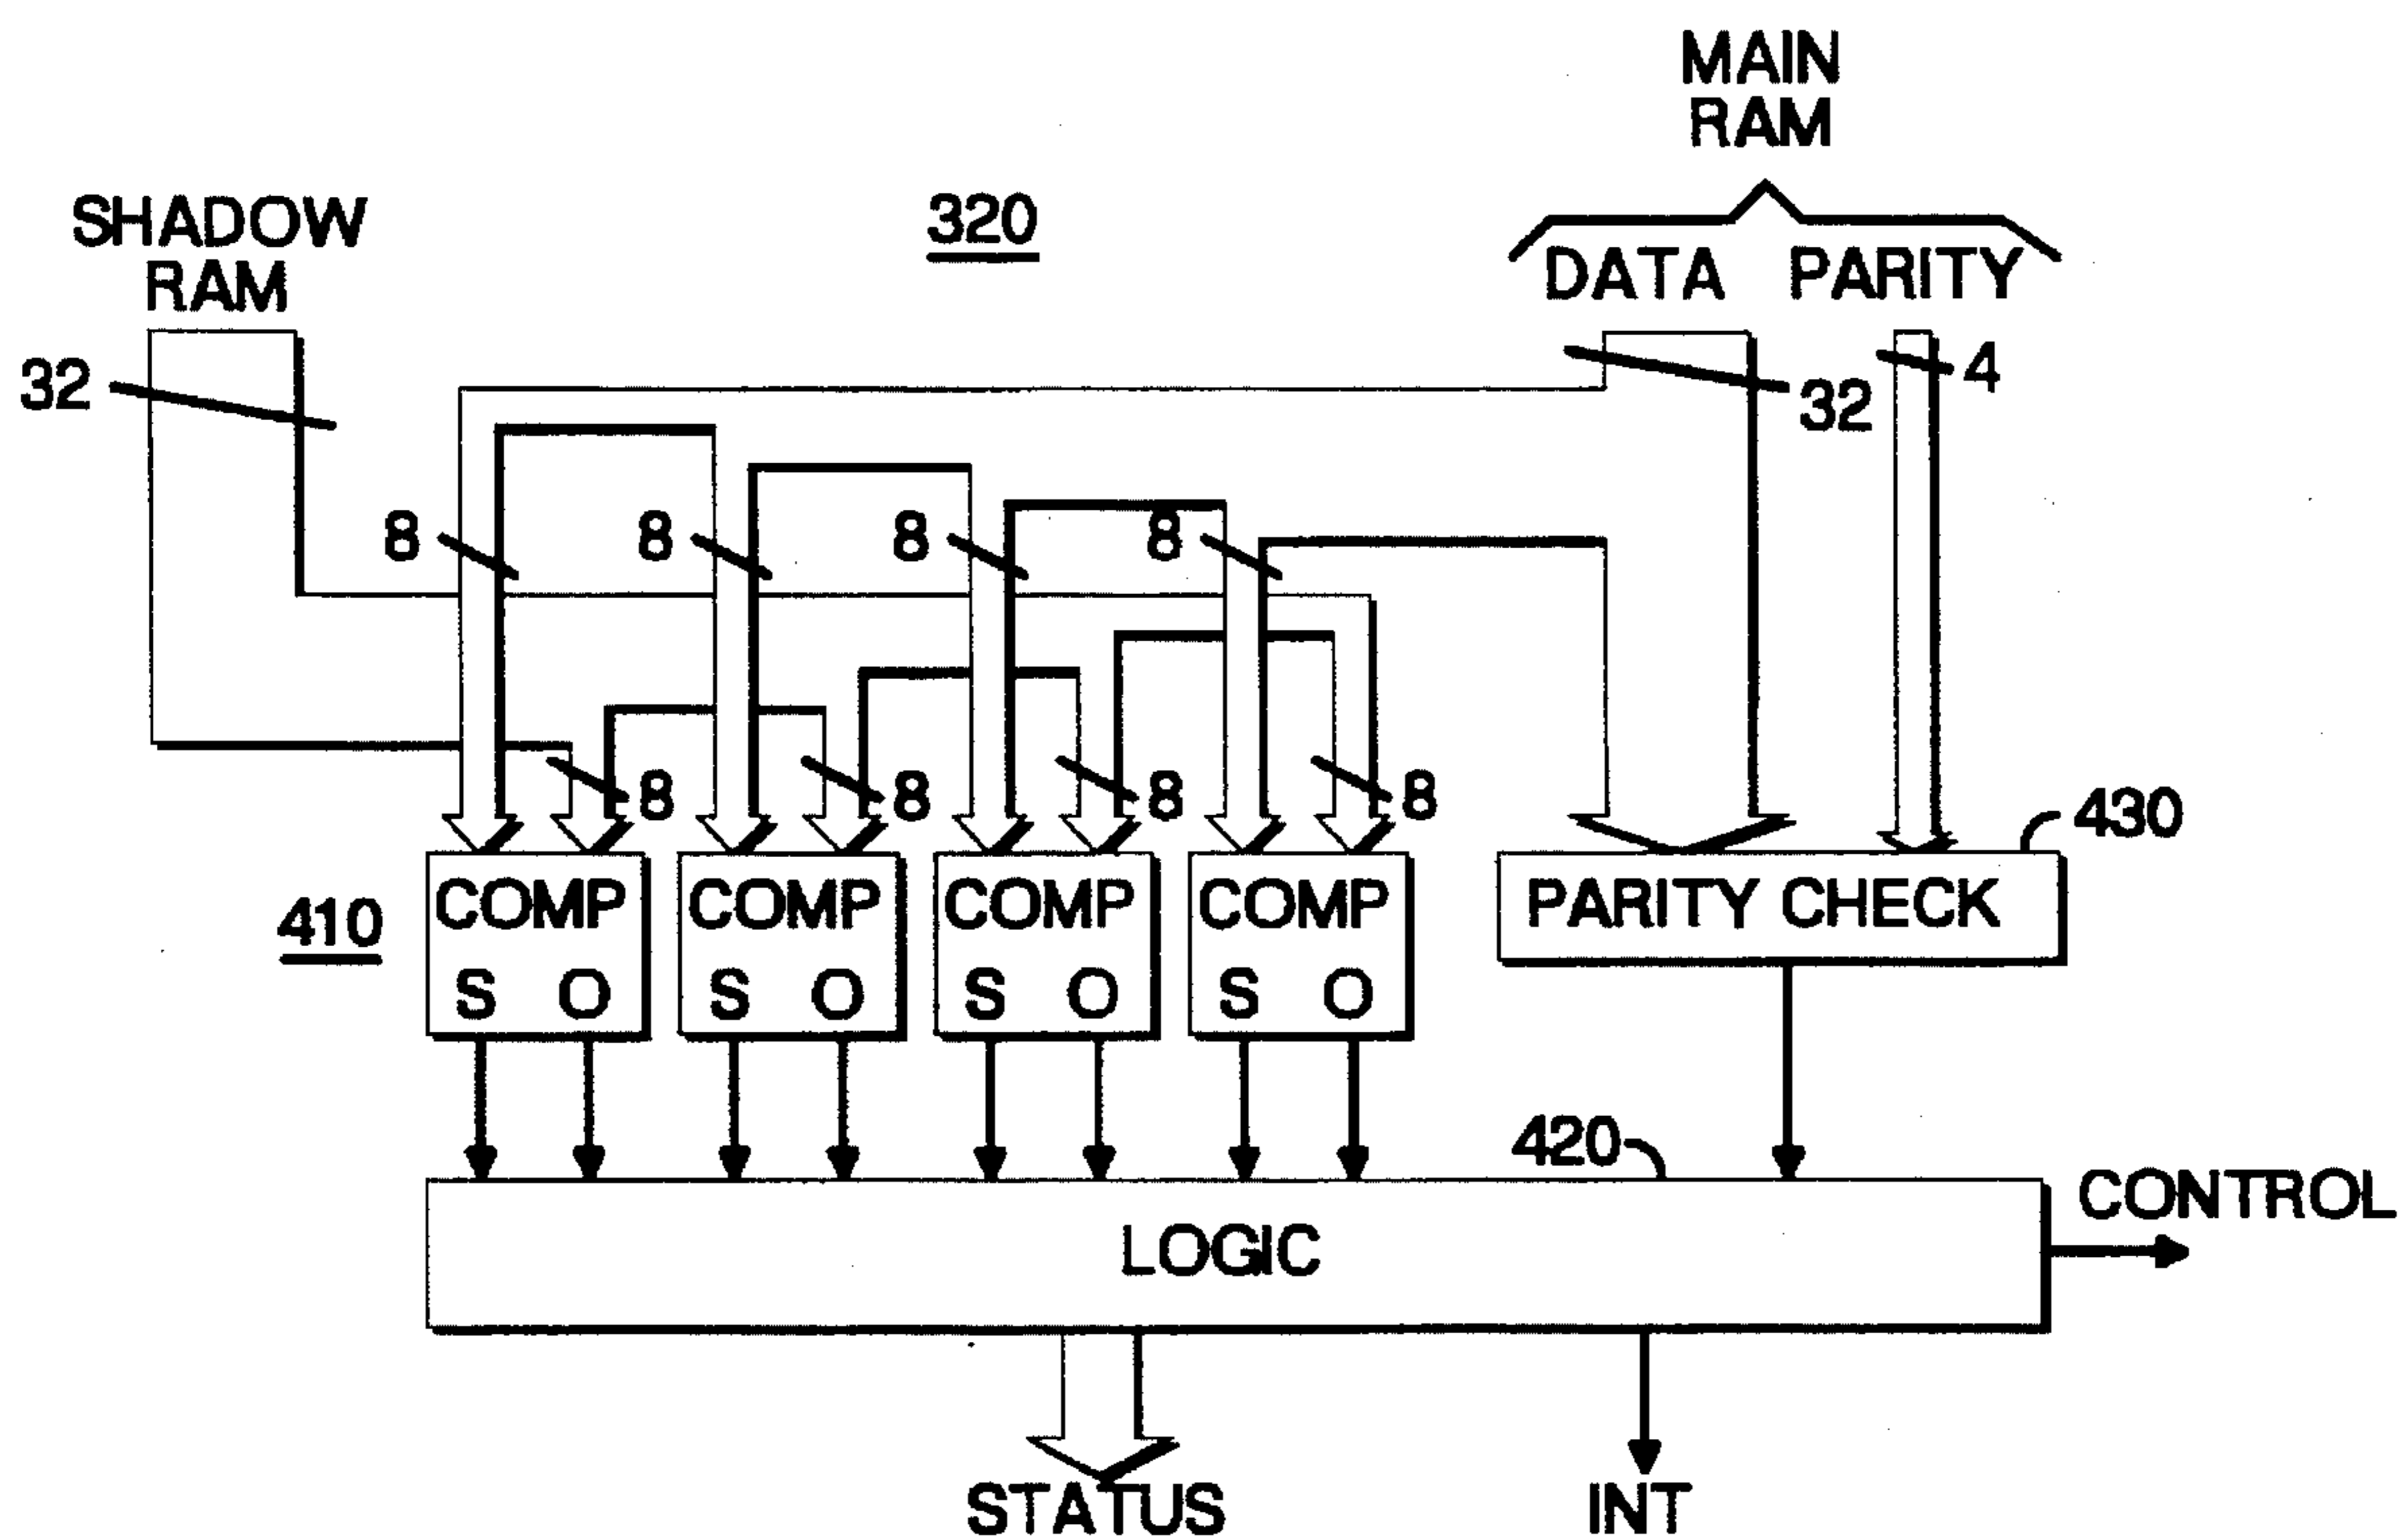 MAIN
RAM
SHADOW
RAM
320
DATA PARITY
32
32
4
8 8 8 8
8 8 8 8
430
410
COMP COMP COMP COMP PARITY CHECK
S O S O S O S O
420
CONTROL
LOGIC
STATUS INT